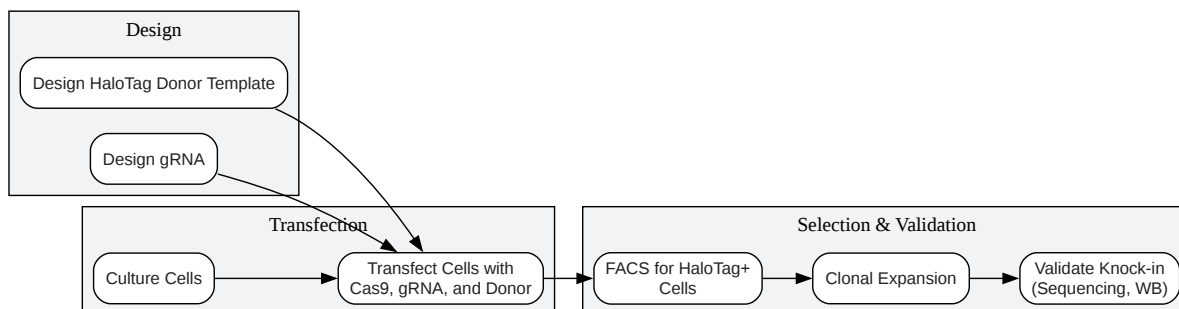 Design
Design HaloTag Donor Template
Design gRNA
Transfection
Culture Cells
Transfect Cells with
Cas9, gRNA, and Donor
Selection & Validation
FACS for HaloTag+
Cells
Clonal Expansion
Validate Knock-in
(Sequencing, WB)